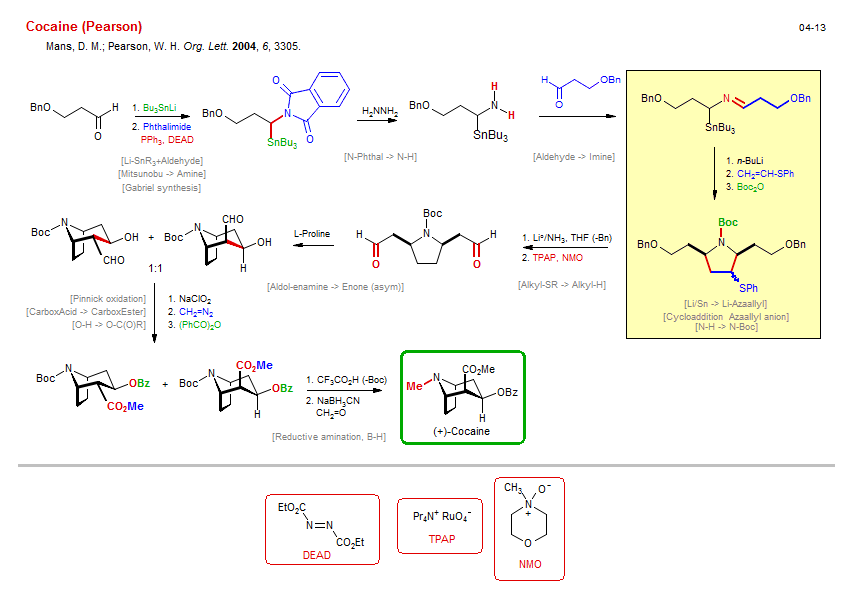 Cocaine (Pearson)
04-13
Mans, D. M.; Pearson, W. H. Org. Lett. 2004, 6, 3305.
BnO
H
O
1. Bu3SnLi
2. Phthalimide
PPh3, DEAD
[Li-SnR3+Aldehyde]
[Mitsunobu -> Amine]
[Gabriel synthesis]
BnO
O
N
O
SnBu3
H2NNH2
[N-Phthal -> N-H]
BnO
H
N
H
SnBu3
H
O
OBn
[Aldehyde -> Imine]
BnO
N
OBn
SnBu3
1. n-BuLi
2. CH2=CH-SPh
3. Boc2O
Boc
N
BnO
OBn
SPh
[Li/Sn -> Li-Azaallyl]
[Cycloaddition Azaallyl anion]
[N-H -> N-Boc]
1. Li°/NH3, THF (-Bn)
2. TPAP, NMO
[Alkyl-SR -> Alkyl-H]
Boc
N
H
O
H
O
L-Proline
[Aldol-enamine -> Enone (asym)]
Boc
N
OH
CHO
+
Boc
N
CHO
OH
H
1:1
[Pinnick oxidation]
[CarboxAcid -> CarboxEster]
[O-H -> O-C(O)R]
1. NaClO2
2. CH2=N2
3. (PhCO)2O
Boc
N
OBz
CO2Me
+
Boc
N
CO2Me
OBz
H
1. CF3CO2H (-Boc)
2. NaBH3CN
CH2=O
[Reductive amination, B-H]
Me
N
CO2Me
OBz
H
(+)-Cocaine
EtO2C
N=N
CO2Et
DEAD
Pr4N+ RuO4-
TPAP
CH3
O-
N
+
O
NMO